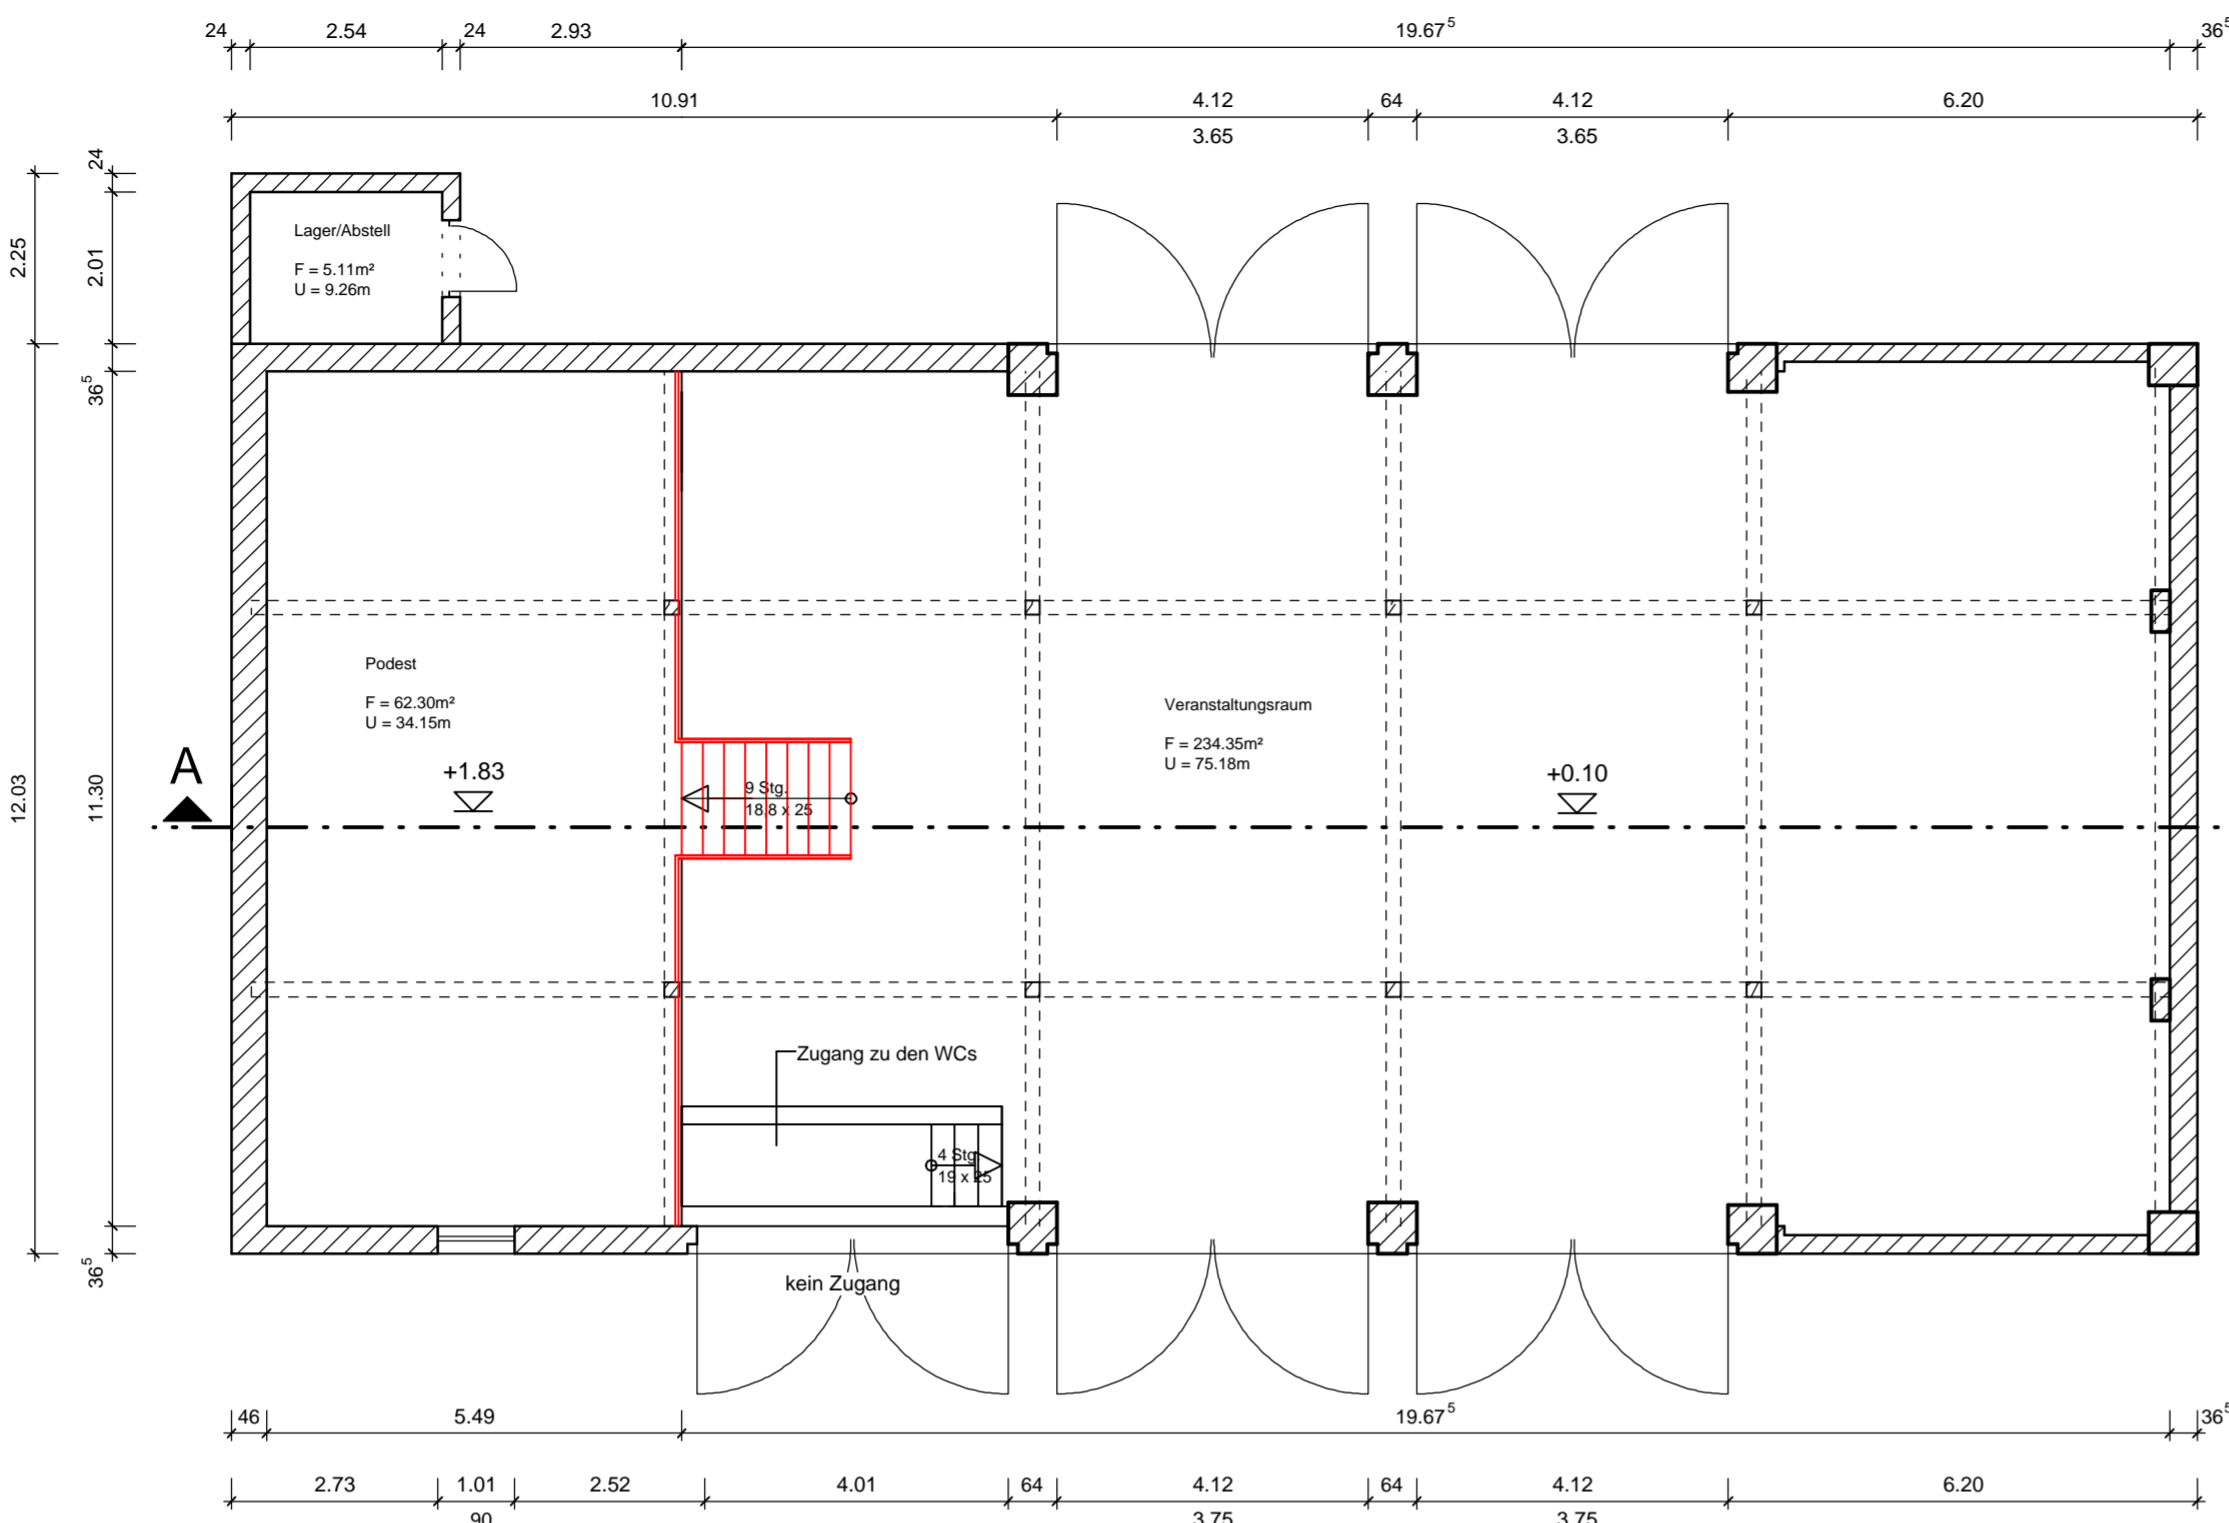 24 2.54 24 2.93 19.67⁵ 36⁵
10.91 4.12 64 4.12 6.20
3.65 3.65
24
2.25
2.01
Lager/Abstell
F = 5.11m²
U = 9.26m
36⁵
Podest
F = 62.30m²
U = 34.15m
Veranstaltungsraum
F = 234.35m²
U = 75.18m
A
+1.83
+0.10
12.03
11.30
9 Stg.
18.8 x 25
Zugang zu den WCs
4 Stg
19 x 25
36⁵
kein Zugang
46 5.49 19.67⁵ 36⁵
2.73 1.01 2.52 4.01 64 4.12 64 4.12 6.20
90 3.75 3.75